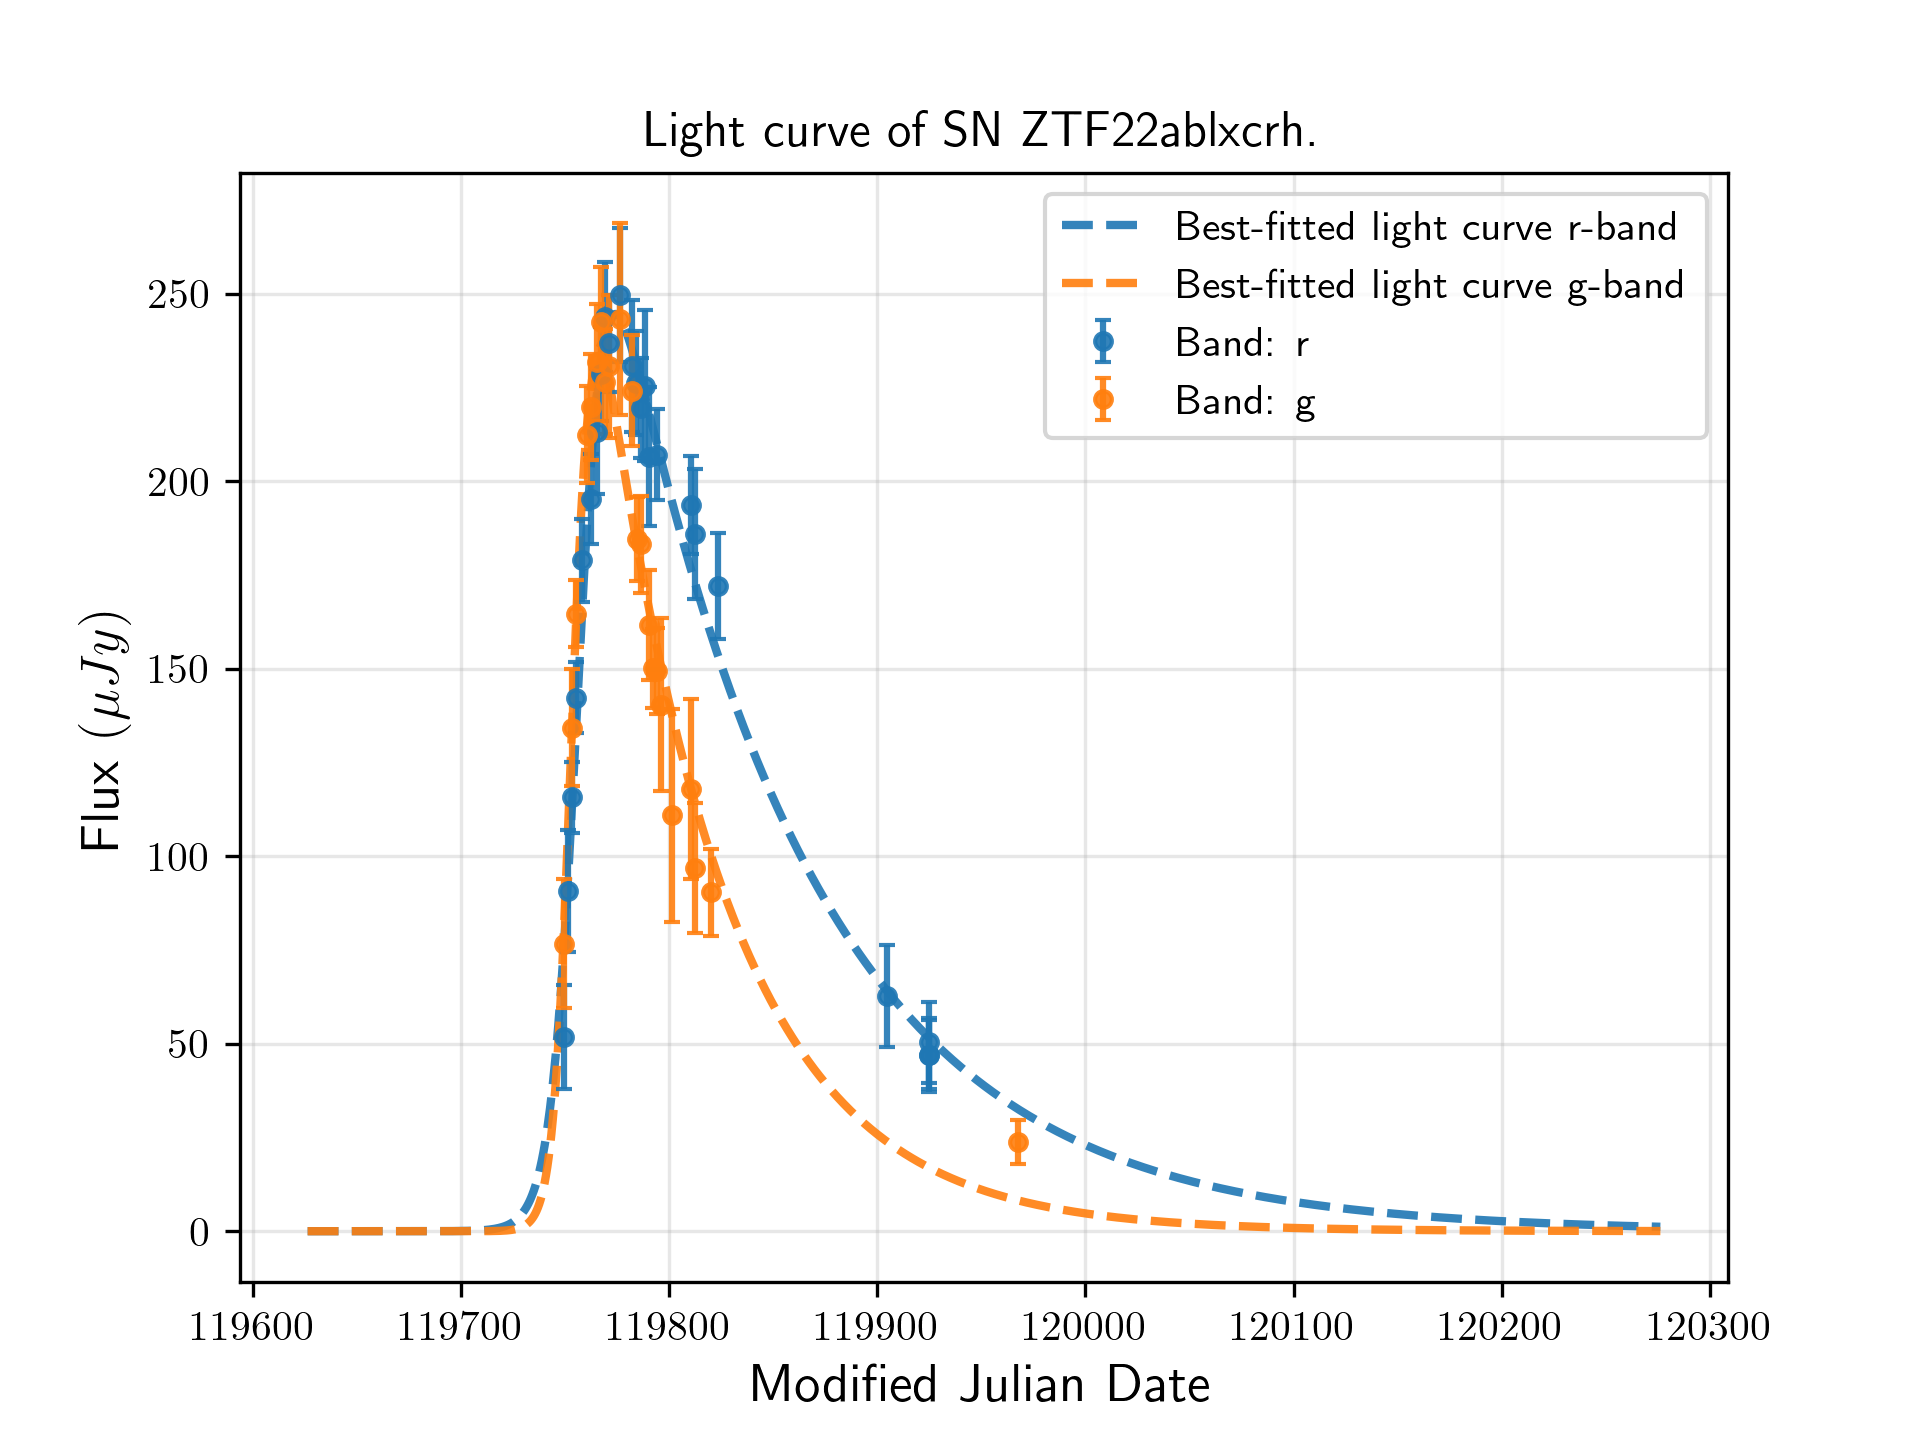 Light curve of SN ZTF22ablxcrh.
Best-fitted light curve r-band
Best-fitted light curve g-band
Band: r
Band: g
Flux (μJy)
250
200
150
100
50
0
119600 119700 119800 119900 120000 120100 120200 120300
Modified Julian Date